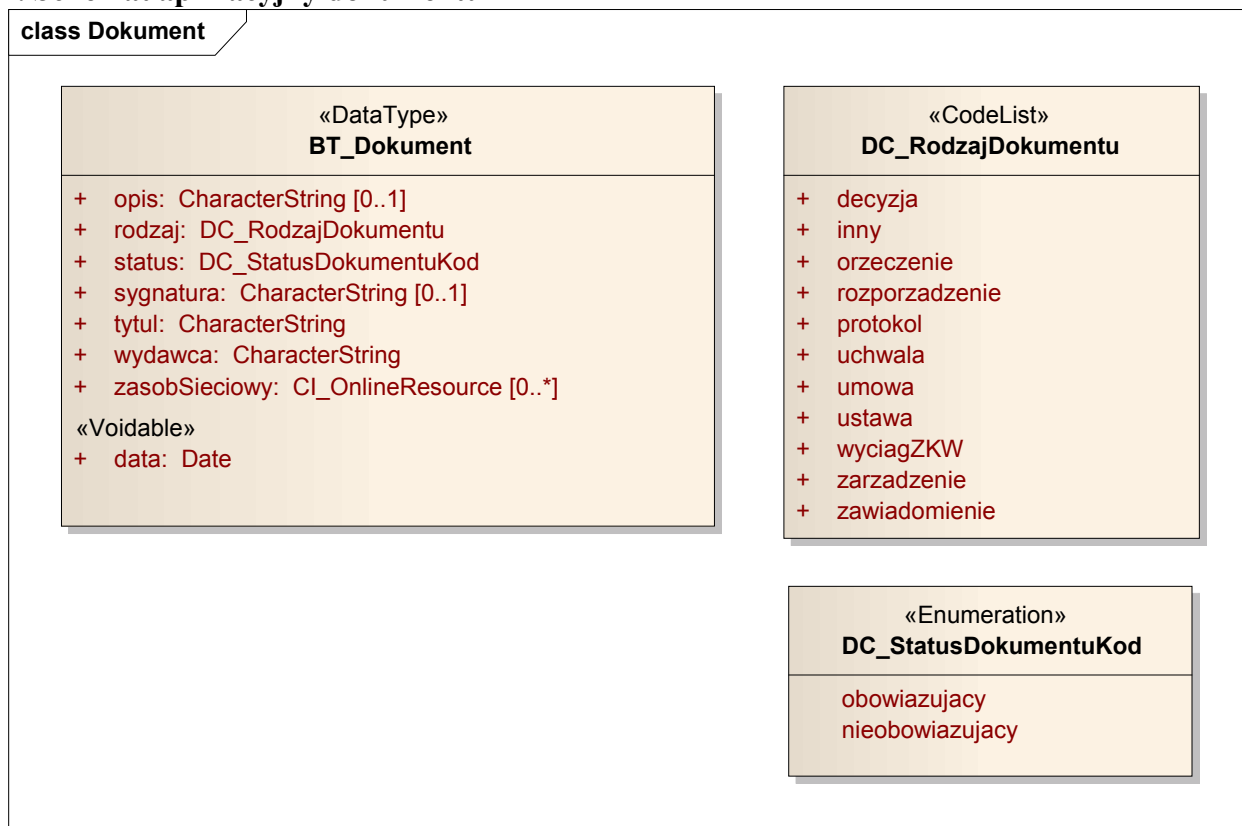 class Dokument
«DataType»
BT_Dokument
+ opis: CharacterString [0..1]
+ rodzaj: DC_RodzajDokumentu
+ status: DC_StatusDokumentuKod
+ sygnatura: CharacterString [0..1]
+ tytul: CharacterString
+ wydawca: CharacterString
+ zasobSieciowy: CI_OnlineResource [0..*]
«Voidable»
+ data: Date
«CodeList»
DC_RodzajDokumentu
+ decyzja
+ inny
+ orzeczenie
+ rozporzadzenie
+ protokol
+ uchwala
+ umowa
+ ustawa
+ wyciagZKW
+ zarzadzenie
+ zawiadomienie
«Enumeration»
DC_StatusDokumentuKod
obowiazujacy
nieobowiazujacy